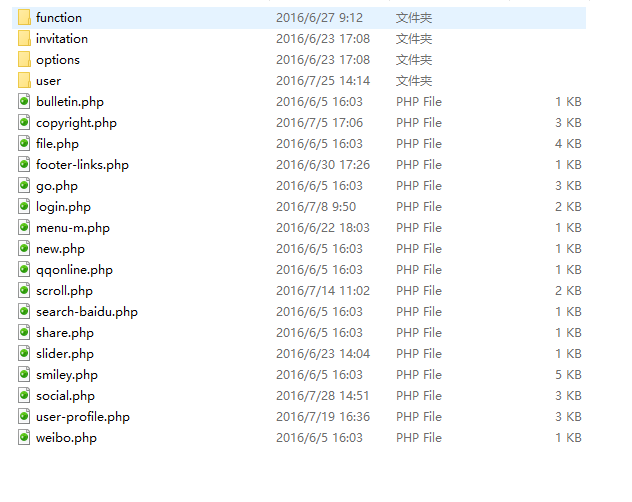 function 2016/6/27 9:12 文件夹
invitation 2016/6/23 17:08 文件夹
options 2016/6/23 17:08 文件夹
user 2016/7/25 14:14 文件夹
bulletin.php 2016/6/5 16:03 PHP File 1 KB
copyright.php 2016/7/5 17:06 PHP File 3 KB
file.php 2016/6/5 16:03 PHP File 4 KB
footer-links.php 2016/6/30 17:26 PHP File 1 KB
go.php 2016/6/5 16:03 PHP File 3 KB
login.php 2016/7/8 9:50 PHP File 2 KB
menu-m.php 2016/6/22 18:03 PHP File 1 KB
new.php 2016/6/5 16:03 PHP File 1 KB
qqonline.php 2016/6/5 16:03 PHP File 1 KB
scroll.php 2016/7/14 11:02 PHP File 2 KB
search-baidu.php 2016/6/5 16:03 PHP File 1 KB
share.php 2016/6/5 16:03 PHP File 1 KB
slider.php 2016/6/23 14:04 PHP File 1 KB
smiley.php 2016/6/5 16:03 PHP File 5 KB
social.php 2016/7/28 14:51 PHP File 3 KB
user-profile.php 2016/7/19 16:36 PHP File 3 KB
weibo.php 2016/6/5 16:03 PHP File 1 KB